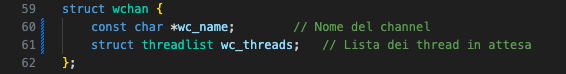 59 struct wchan {
60 const char *wc_name; // Nome del channel
61 struct threadlist wc_threads; // Lista dei thread in attesa
62 };